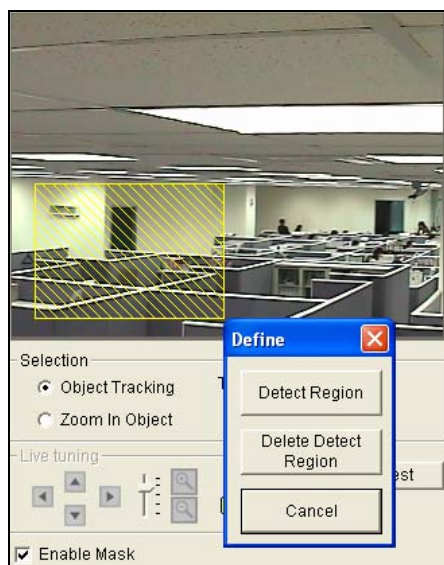 Define
Selection
Object Tracking
Detect Region
Zoom In Object
Delete Detect
Region
Live tuning
Cancel
Enable Mask